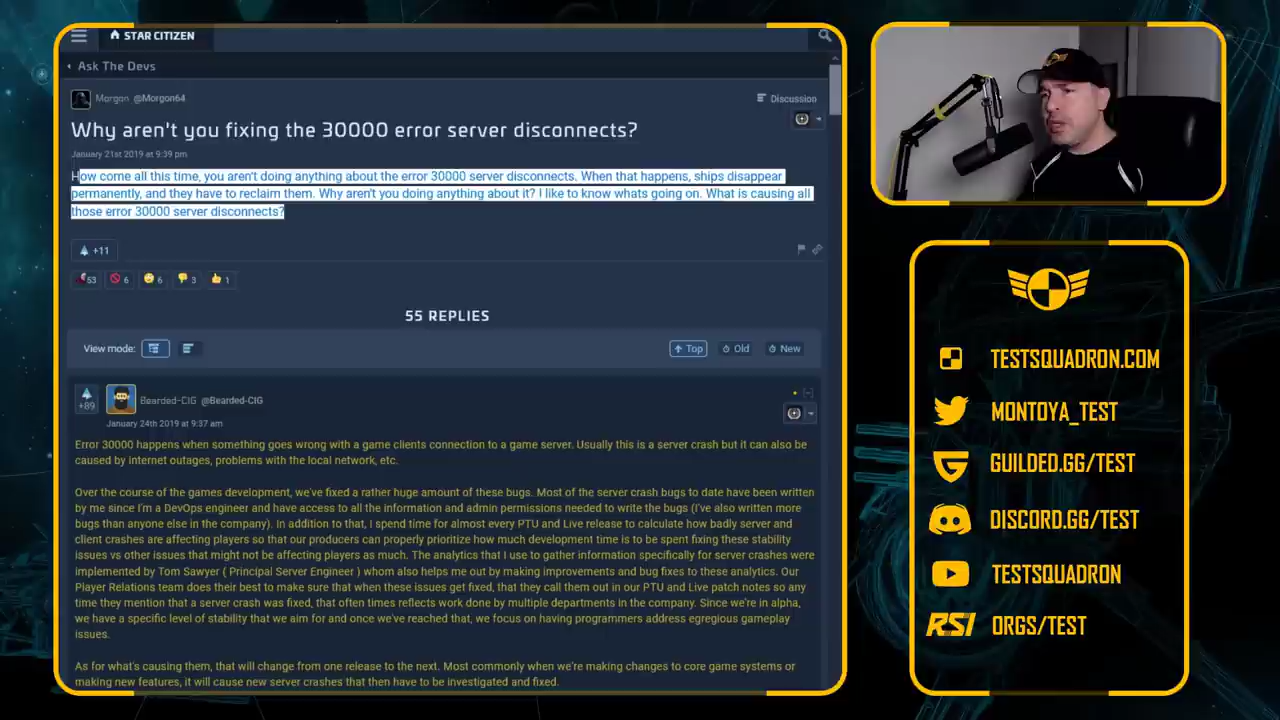 STAR CITIZEN
Ask The Devs
Morgan @Morgon64
Discussion
Why aren't you fixing the 30000 error server disconnects?
January 21st 2019 at 9:39 pm
How come all this time, you aren't doing anything about the error 30000 server disconnects. When that happens, ships disappear
permanently, and they have to reclaim them. Why aren't you doing anything about it? I like to know whats going on. What is causing all
those error 30000 server disconnects?
+11
53 6 6 3 1
55 REPLIES
View mode:
Top Old New
+89
Bearded-CIG @Bearded-CIG
January 24th 2019 at 9:37 am
Error 30000 happens when something goes wrong with a game clients connection to a game server. Usually this is a server crash but it can also be
caused by internet outages, problems with the local network, etc.
Over the course of the games development, we've fixed a rather huge amount of these bugs. Most of the server crash bugs to date have been written
by me since I'm a DevOps engineer and have access to all the information and admin permissions needed to write the bugs (I've also written more
bugs than anyone else in the company). In addition to that, I spend time for almost every PTU and Live release to calculate how badly server and
client crashes are affecting players so that our producers can properly prioritize how much development time is to be spent fixing these stability
issues vs other issues that might not be affecting players as much. The analytics that I use to gather information specifically for server crashes were
implemented by Tom Sawyer ( Principal Server Engineer ) whom also helps me out by making improvements and bug fixes to these analytics. Our
Player Relations team does their best to make sure that when these issues get fixed, that they call them out in our PTU and Live patch notes so any
time they mention that a server crash was fixed, that often times reflects work done by multiple departments in the company. Since we're in alpha,
we have a specific level of stability that we aim for and once we've reached that, we focus on having programmers address egregious gameplay
issues.
As for what's causing them, that will change from one release to the next. Most commonly when we're making changes to core game systems or
making new features, it will cause new server crashes that then have to be investigated and fixed.
TESTSQUADRON.COM
MONTOYA_TEST
GUILDED.GG/TEST
DISCORD.GG/TEST
TESTSQUADRON
RSI ORGS/TEST